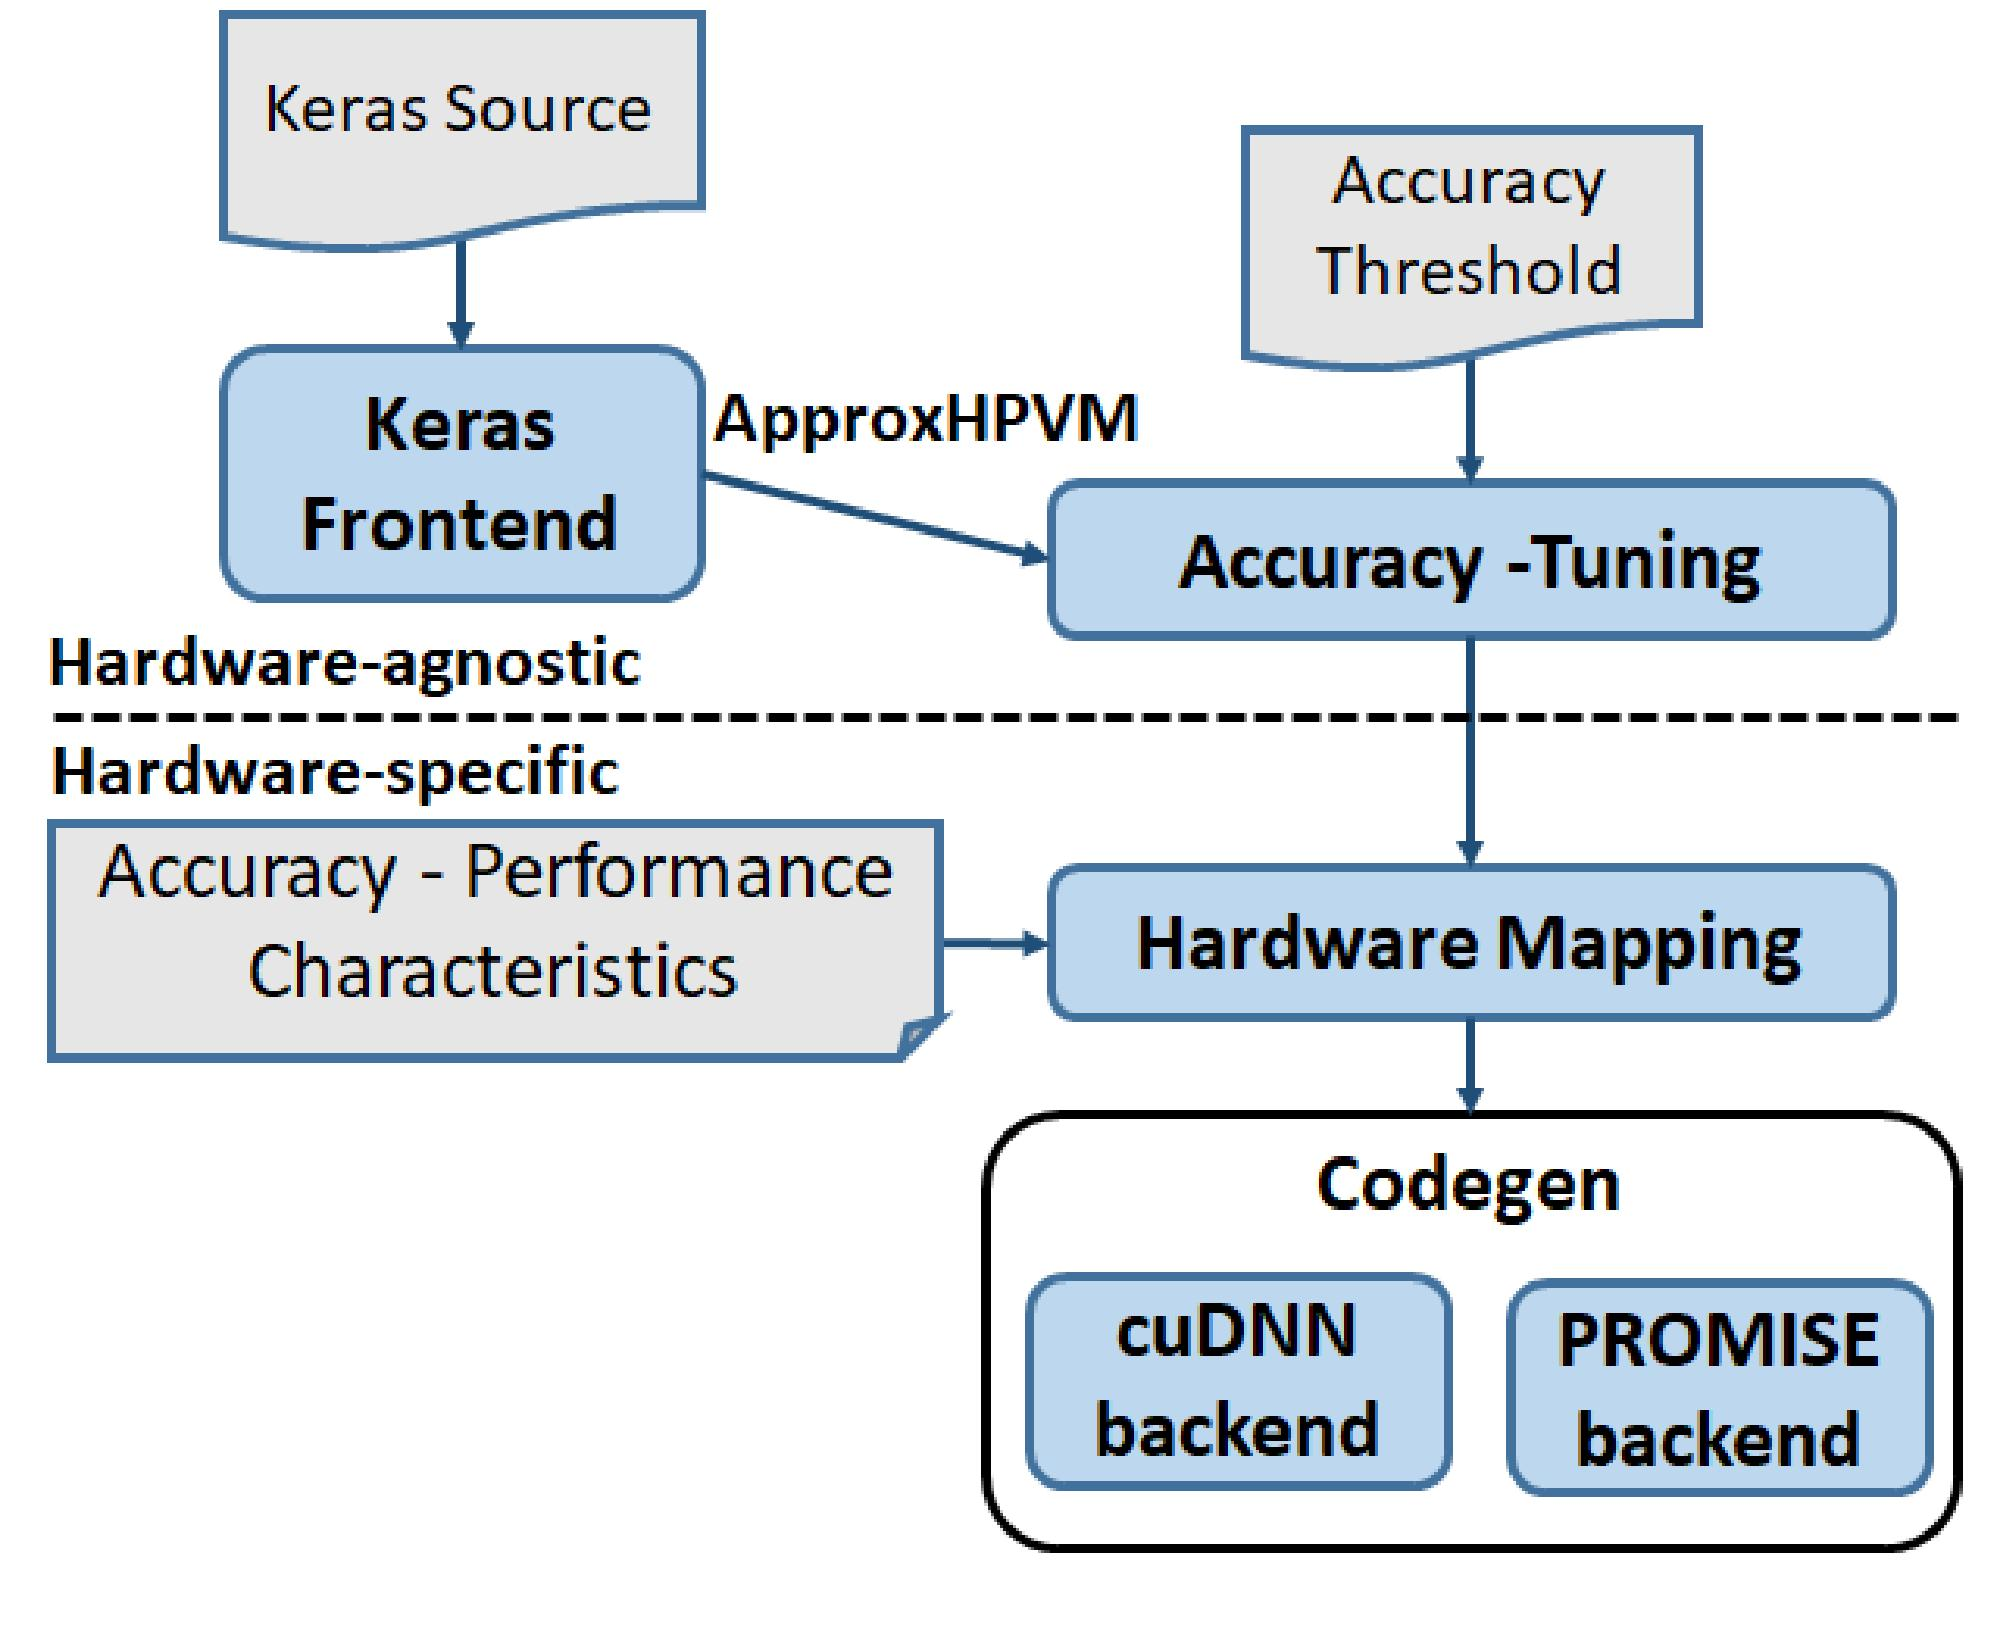 Keras Source
Accuracy
Threshold
Keras
Frontend
ApproxHPVM
Accuracy -Tuning
Hardware-agnostic
Hardware-specific
Accuracy - Performance
Characteristics
Hardware Mapping
Codegen
cuDNN
backend
PROMISE
backend